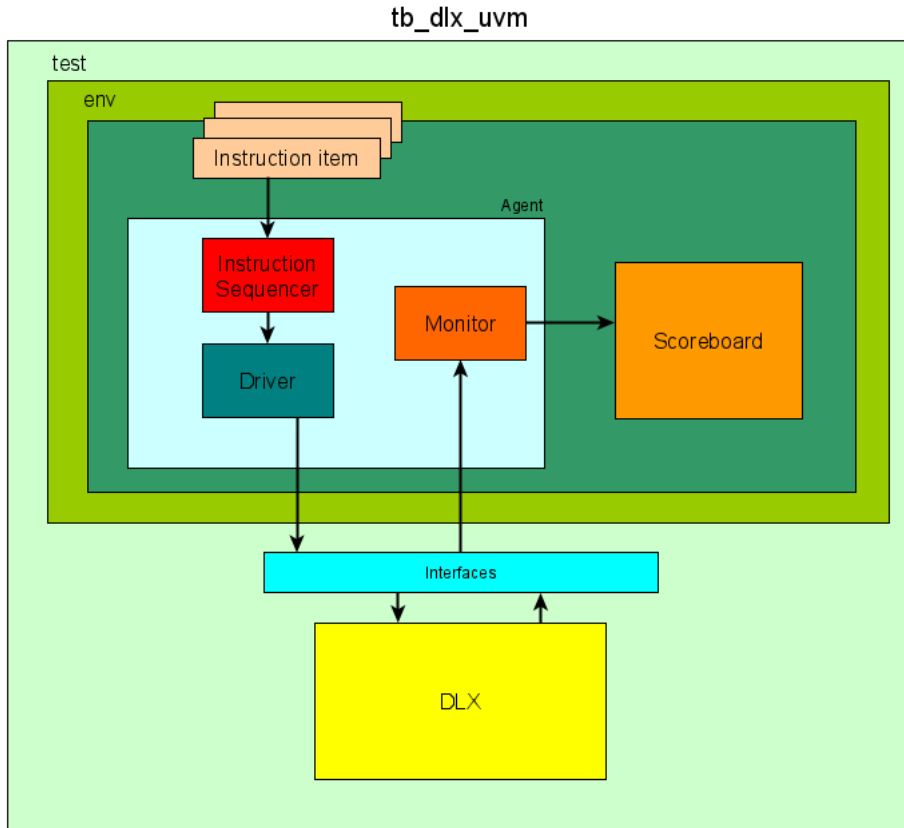 tb_dlx_uvm
test
env
Instruction item
Agent
Instruction
Sequencer
Monitor
Scoreboard
Driver
Interfaces
DLX